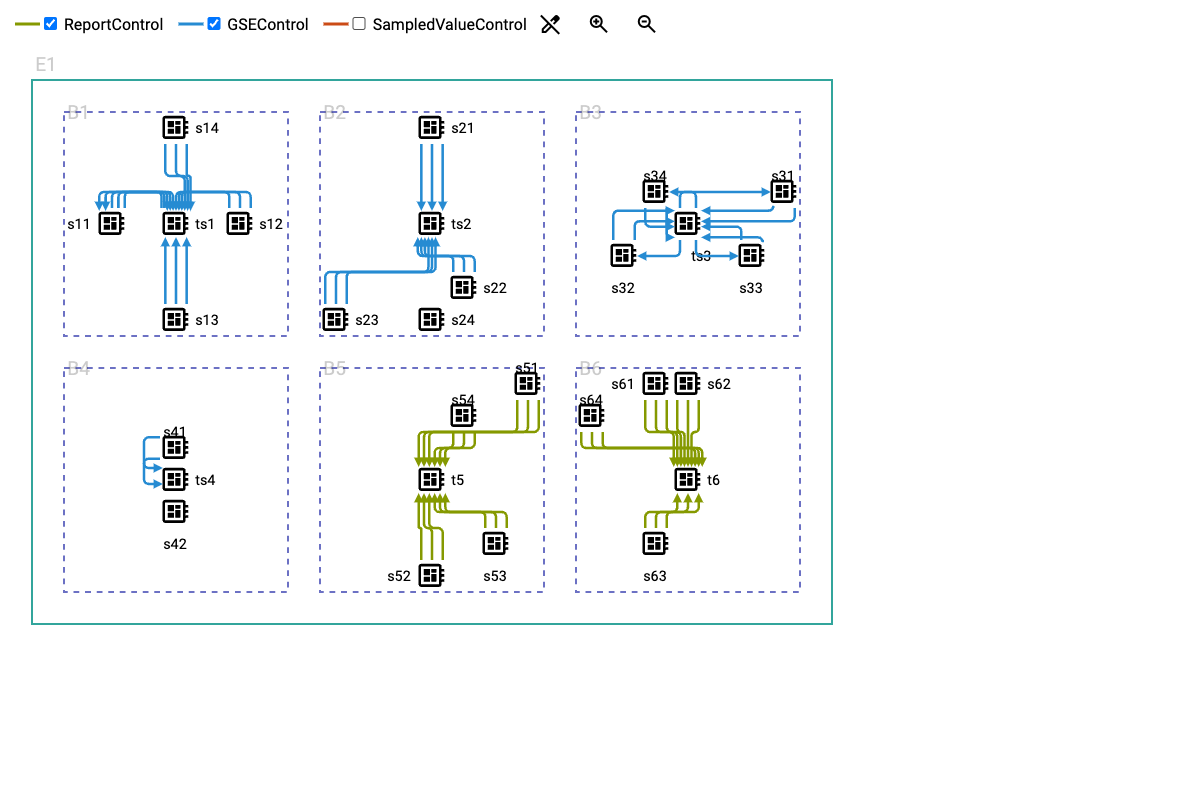 ReportControl GSEControl SampledValueControl
E1
B1 B2 B3
s14 s21
s34 s31
s11 ts1 s12 ts2
ts3
s32 s22 s33
s13 s23 s24
B4 B5 s51 B6
s61 s62
s54 s64
s41
ts4 t5 t6
s42
s52 s53 s63